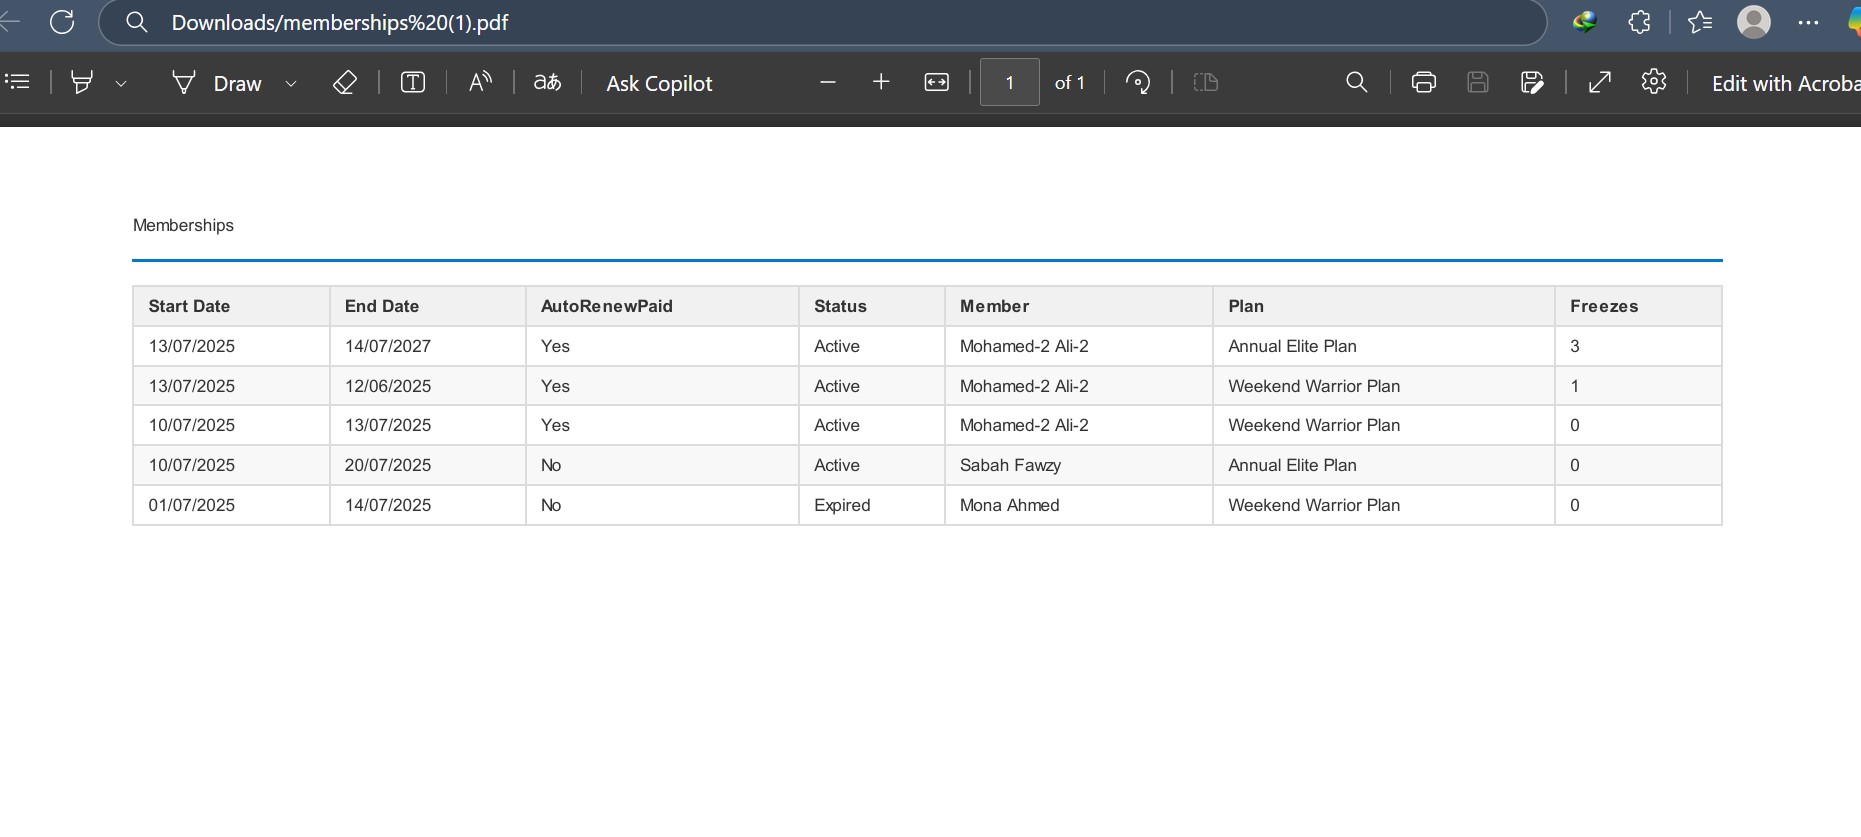 Downloads/memberships%20(1).pdf
Draw aあ Ask Copilot 1 of 1 Edit with Acroba
Memberships
Start Date End Date AutoRenewPaid Status Member Plan Freezes
13/07/2025 14/07/2027 Yes Active Mohamed-2 Ali-2 Annual Elite Plan 3
13/07/2025 12/06/2025 Yes Active Mohamed-2 Ali-2 Weekend Warrior Plan 1
10/07/2025 13/07/2025 Yes Active Mohamed-2 Ali-2 Weekend Warrior Plan 0
10/07/2025 20/07/2025 No Active Sabah Fawzy Annual Elite Plan 0
01/07/2025 14/07/2025 No Expired Mona Ahmed Weekend Warrior Plan 0